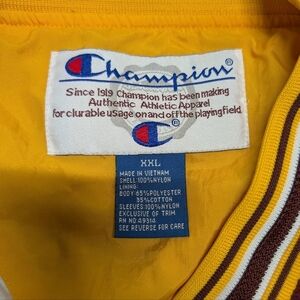 Champion®
Since 1919 Champion has been making
Authentic Athletic Apparel
for clurable usage on and off the playing field
®
XXL
MADE IN VIETNAM
SHELL 100% NYLON
LINING:
BODY 65% POLYESTER
35% COTTON
SLEEVES 100% NYLON
EXCLUSIVE OF TRIM
RN NO. 49314
SEE REVERSE FOR CARE